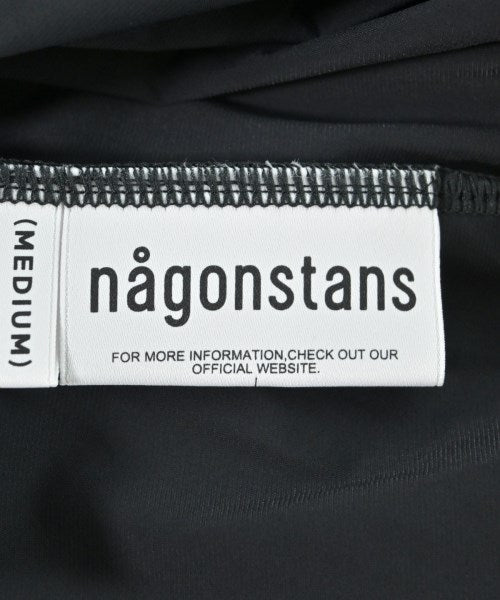 (MEDIUM)
någonstans
FOR MORE INFORMATION,CHECK OUT OUR
OFFICIAL WEBSITE.